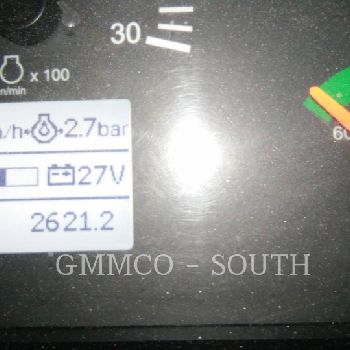 30
x 100
n/min
/h 2.7bar
60
27V
2621.2
GMMCO - SOUTH